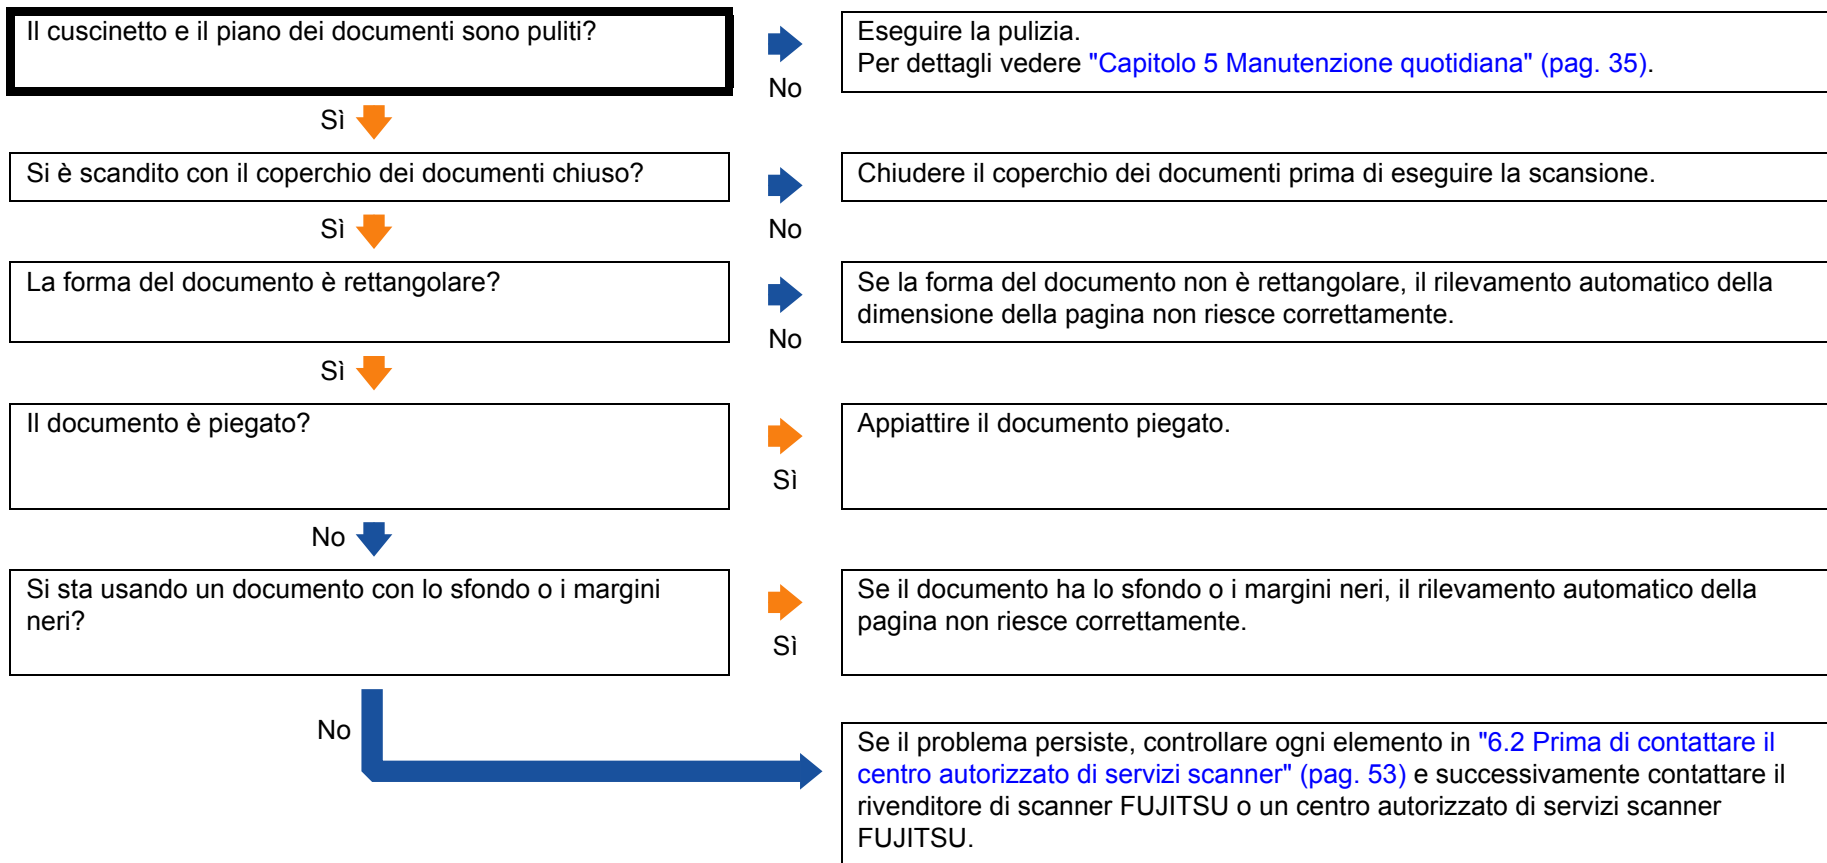 Il cuscinetto e il piano dei documenti sono puliti?
No
Eseguire la pulizia.
Per dettagli vedere "Capitolo 5 Manutenzione quotidiana" (pag. 35).
Sì
Si è scandito con il coperchio dei documenti chiuso?
No
Chiudere il coperchio dei documenti prima di eseguire la scansione.
Sì
La forma del documento è rettangolare?
No
Se la forma del documento non è rettangolare, il rilevamento automatico della
dimensione della pagina non riesce correttamente.
Sì
Il documento è piegato?
Sì
Appiattire il documento piegato.
No
Si sta usando un documento con lo sfondo o i margini
neri?
Sì
Se il documento ha lo sfondo o i margini neri, il rilevamento automatico della
pagina non riesce correttamente.
No
Se il problema persiste, controllare ogni elemento in "6.2 Prima di contattare il
centro autorizzato di servizi scanner" (pag. 53) e successivamente contattare il
rivenditore di scanner FUJITSU o un centro autorizzato di servizi scanner
FUJITSU.